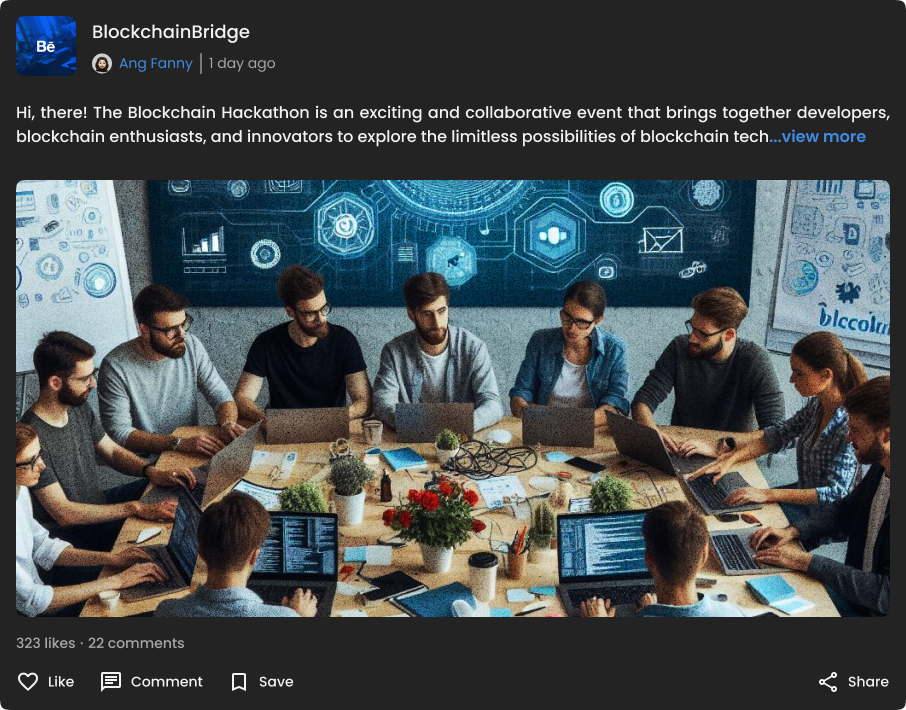 Bē
BlockchainBridge
Ang Fanny
1 day ago
Hi, there! The Blockchain Hackathon is an exciting and collaborative event that brings together developers,
blockchain enthusiasts, and innovators to explore the limitless possibilities of blockchain tech...view more
323 likes · 22 comments
Like
Comment
Save
Share